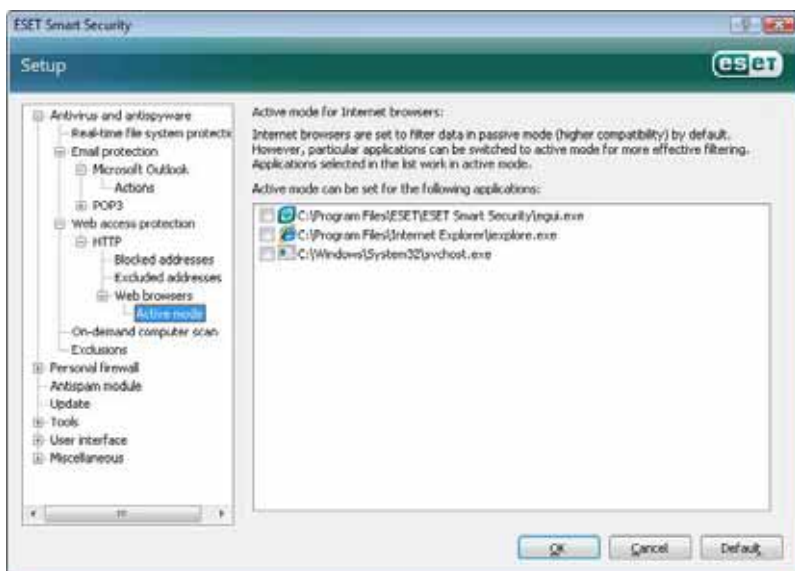 ESET Smart Security
Setup
eset
Antivirus and antispyware
Real-time file system protectic
Email protection
Microsoft Outlook
Actions
POP3
Web access protection
HTTP
Blocked addresses
Excluded addresses
Web browsers
Active mode
On-demand computer scan
Exclusions
Personal firewall
Antispam module
Update
Tools
User interface
Miscellaneous
Active mode for Internet browsers:
Internet browsers are set to filter data in passive mode (higher compatibility) by default.
However, particular applications can be switched to active mode for more effective filtering.
Applications selected in the list work in active mode.
Active mode can be set for the following applications:
C:\Program Files\ESET\ESET Smart Security\egui.exe
C:\Program Files\Internet Explorer\iexplore.exe
C:\Windows\System32\svchost.exe
OK
Cancel
Default